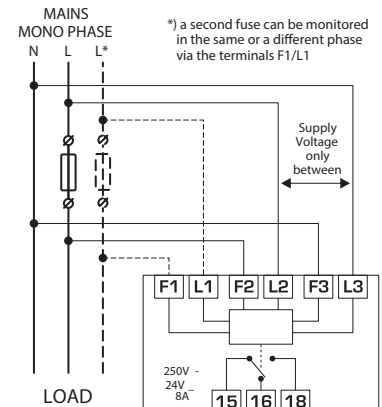 MAINS
MONO PHASE
N L L*
*) a second fuse can be monitored
in the same or a different phase
via the terminals F1/L1
Supply
Voltage
only
between
F1 L1 F2 L2 F3 L3
250V -
24V _
8A
15 16 18
LOAD